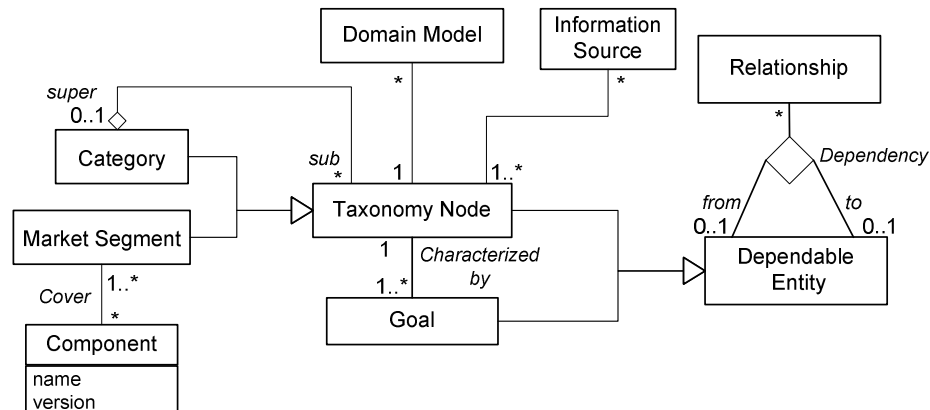 Domain Model
Information
Source
Relationship
super
0..1
*
*
*
Category
sub
*
1
1..*
Dependency
Taxonomy Node
from
to
0..1
0..1
Market Segment
1
Characterized
by
Dependable
Entity
1..*
Cover
1..*
*
Goal
Component
name
version